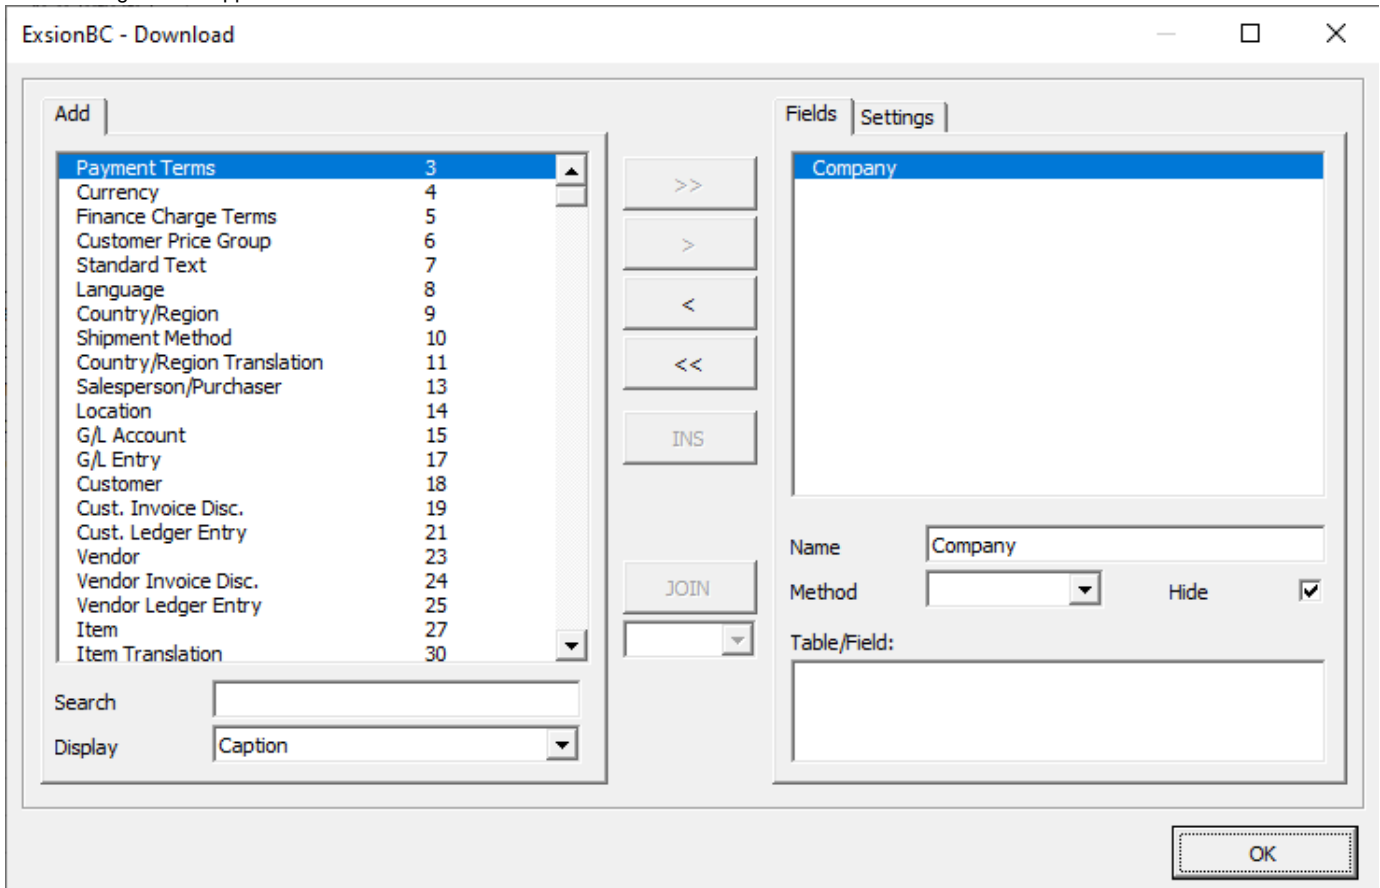 ExsionBC - Download
Add
Payment Terms 3
Currency 4
Finance Charge Terms 5
Customer Price Group 6
Standard Text 7
Language 8
Country/Region 9
Shipment Method 10
Country/Region Translation 11
Salesperson/Purchaser 13
Location 14
G/L Account 15
G/L Entry 17
Customer 18
Cust. Invoice Disc. 19
Cust. Ledger Entry 21
Vendor 23
Vendor Invoice Disc. 24
Vendor Ledger Entry 25
Item 27
Item Translation 30
Search
Display Caption
>>
>
<
<<
INS
JOIN
Fields Settings
Company
Name Company
Method Hide
Table/Field:
OK